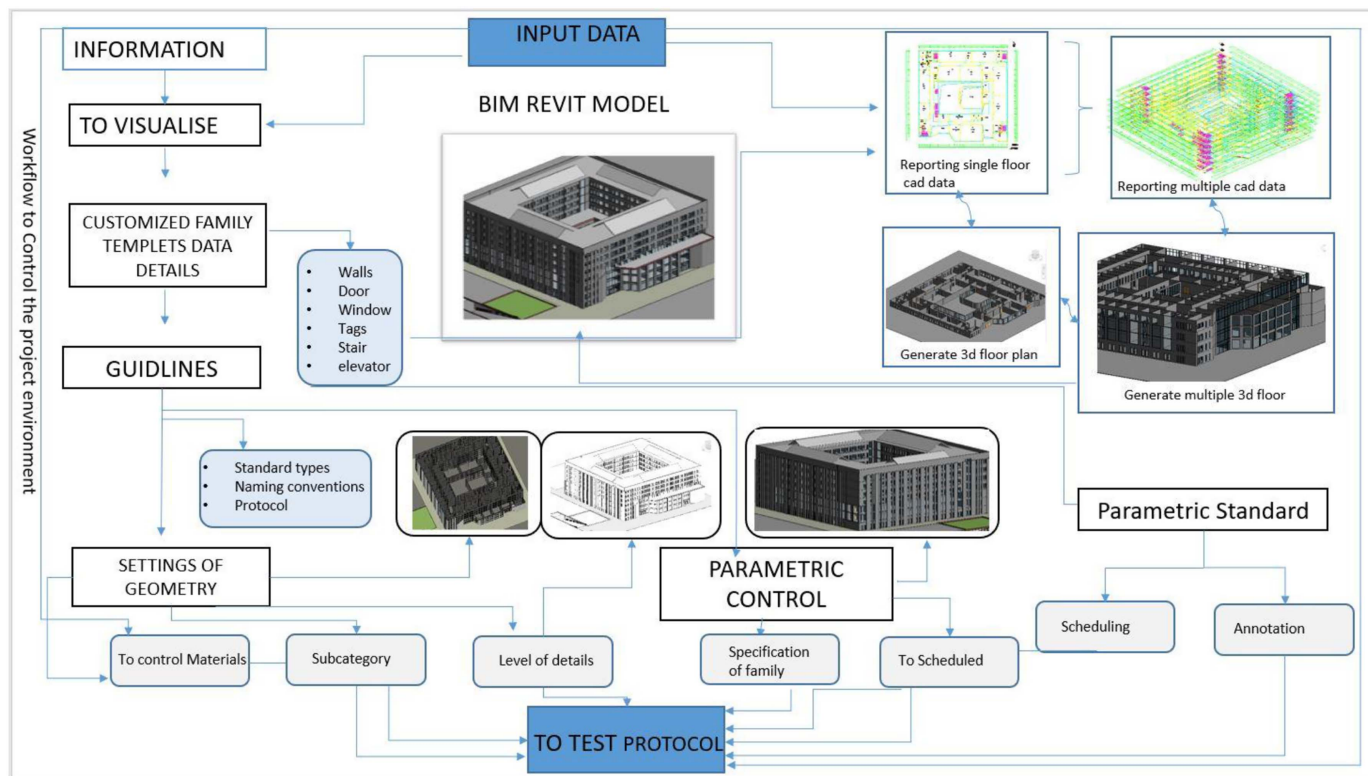 INPUT DATA
INFORMATION
TO VISUALISE
BIM REVIT MODEL
Reporting single floor
cad data
Reporting multiple cad data
CUSTOMIZED FAMILY
TEMPLETS DATA
DETAILS
• Walls
• Door
• Window
• Tags
• Stair
• elevator
Generate 3d floor plan
Generate multiple 3d floor
Workflow to Control the project environment
GUIDLINES
• Standard types
• Naming conventions
• Protocol
Parametric Standard
SETTINGS OF
GEOMETRY
PARAMETRIC
CONTROL
To control Materials
Subcategory
Level of details
Specification
of family
To Scheduled
Scheduling
Annotation
TO TEST PROTOCOL